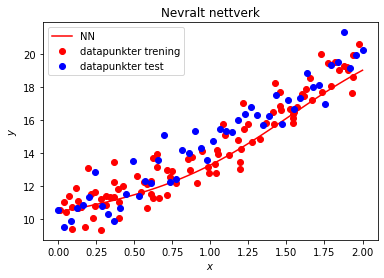 Nevralt nettverk
NN
datapunkter trening
datapunkter test
y
20
18
16
14
12
10
0.00 0.25 0.50 0.75 1.00 1.25 1.50 1.75 2.00
x